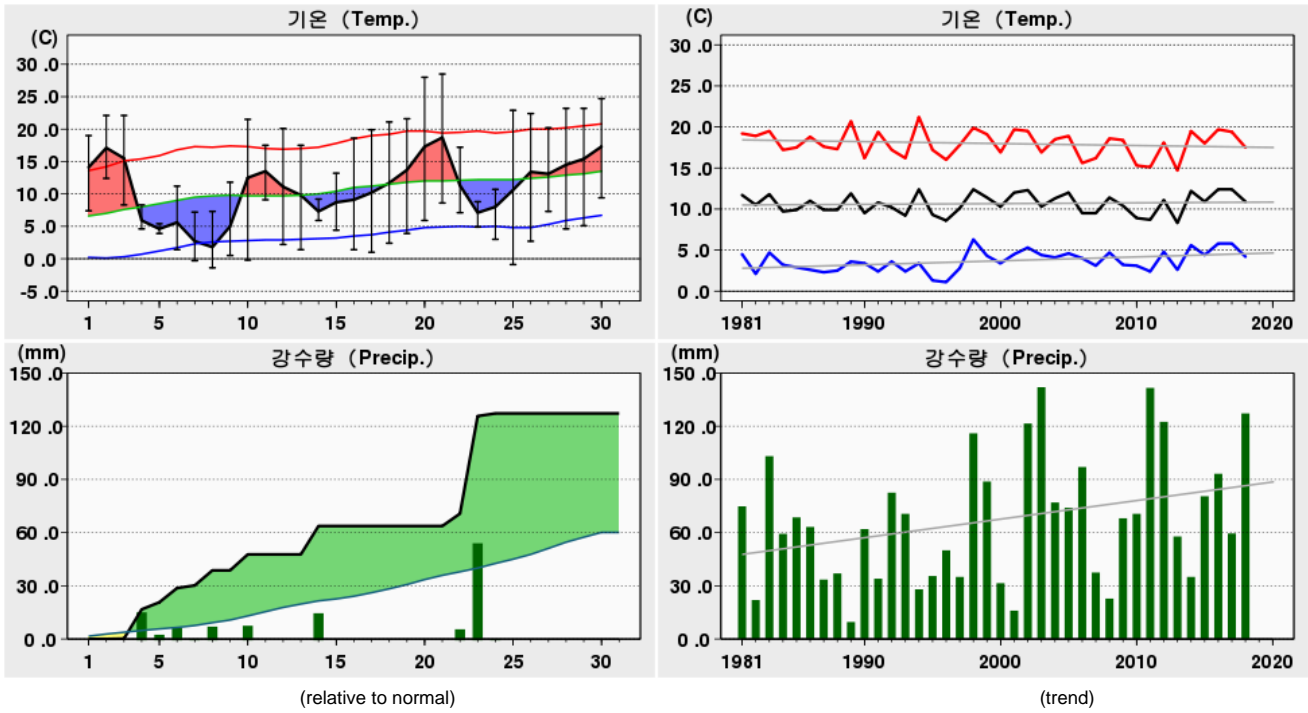 기온 (Temp.)
(C)
30 .0
25 .0
20 .0
15 .0
10 .0
5 .0
0 .0
-5.0
1 5 10 15 20 25 30
기온 (Temp.)
(C)
30 .0
25 .0
20 .0
15 .0
10 .0
5 .0
0 .0
1981 1990 2000 2010 2020
강수량 (Precip.)
(mm)
150 .0
120 .0
90 .0
60 .0
30 .0
0 .0
1 5 10 15 20 25 30
(relative to normal)
강수량 (Precip.)
(mm)
150 .0
120 .0
90 .0
60 .0
30 .0
0 .0
1981 1990 2000 2010 2020
(trend)